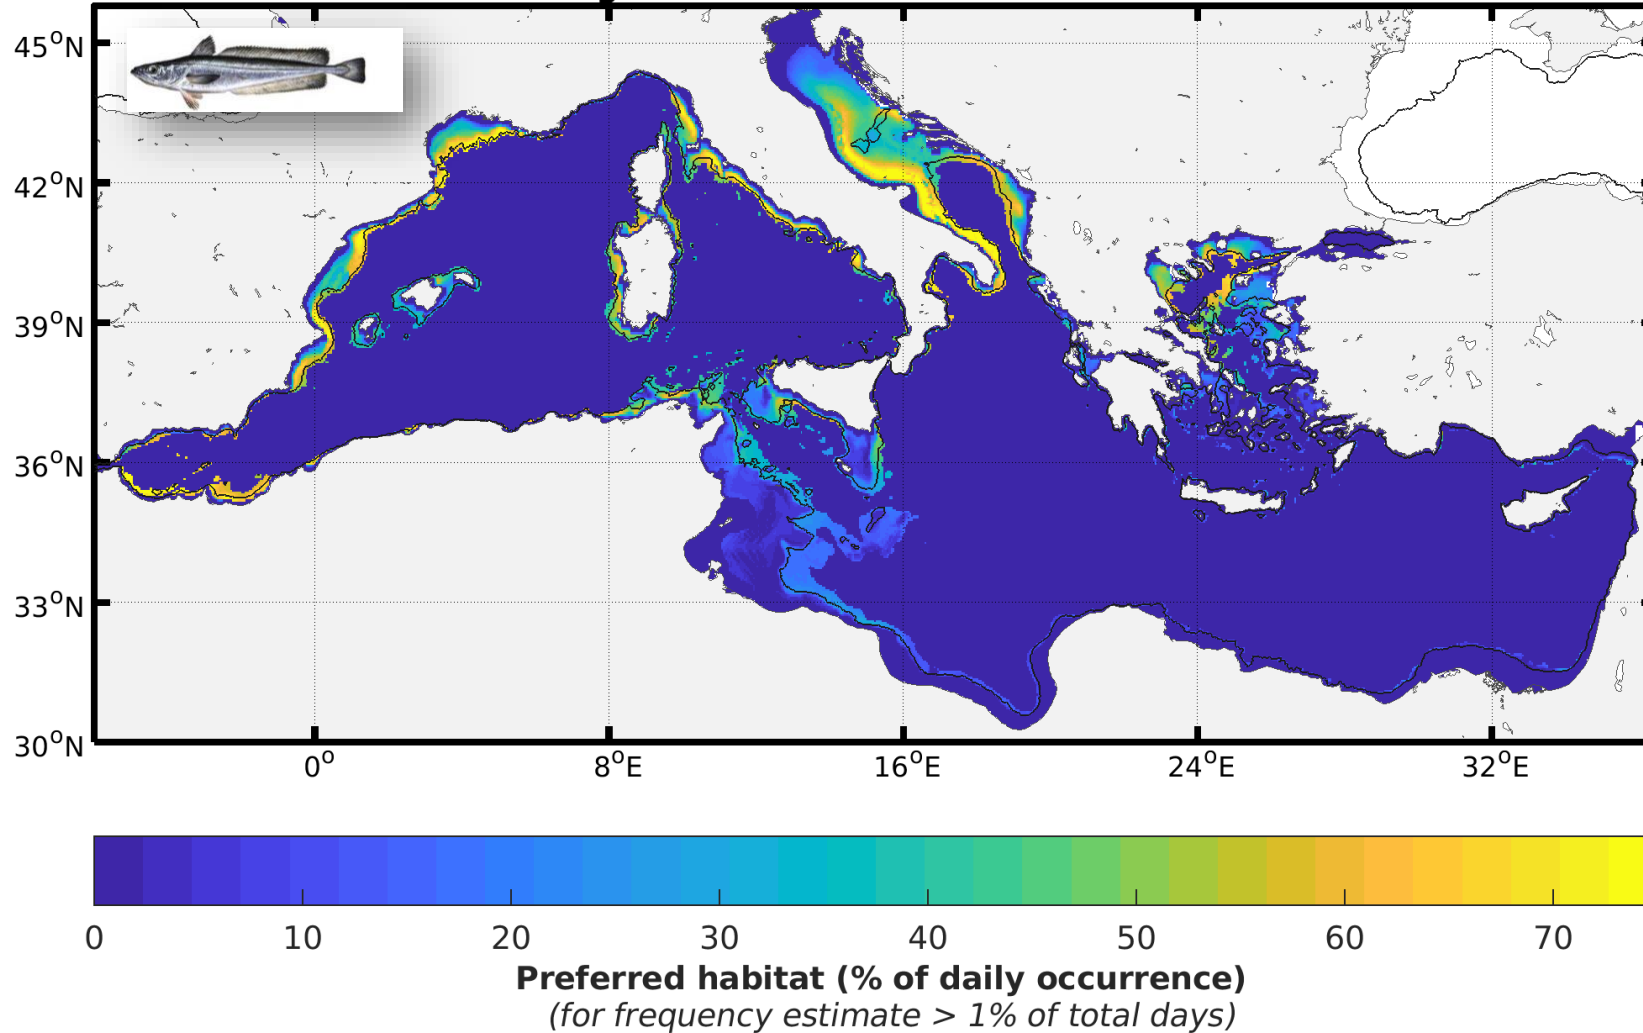 45°N
42°N
39°N
36°N
33°N
30°N
0° 8°E 16°E 24°E 32°E
0 10 20 30 40 50 60 70
Preferred habitat (% of daily occurrence)
(for frequency estimate > 1% of total days)